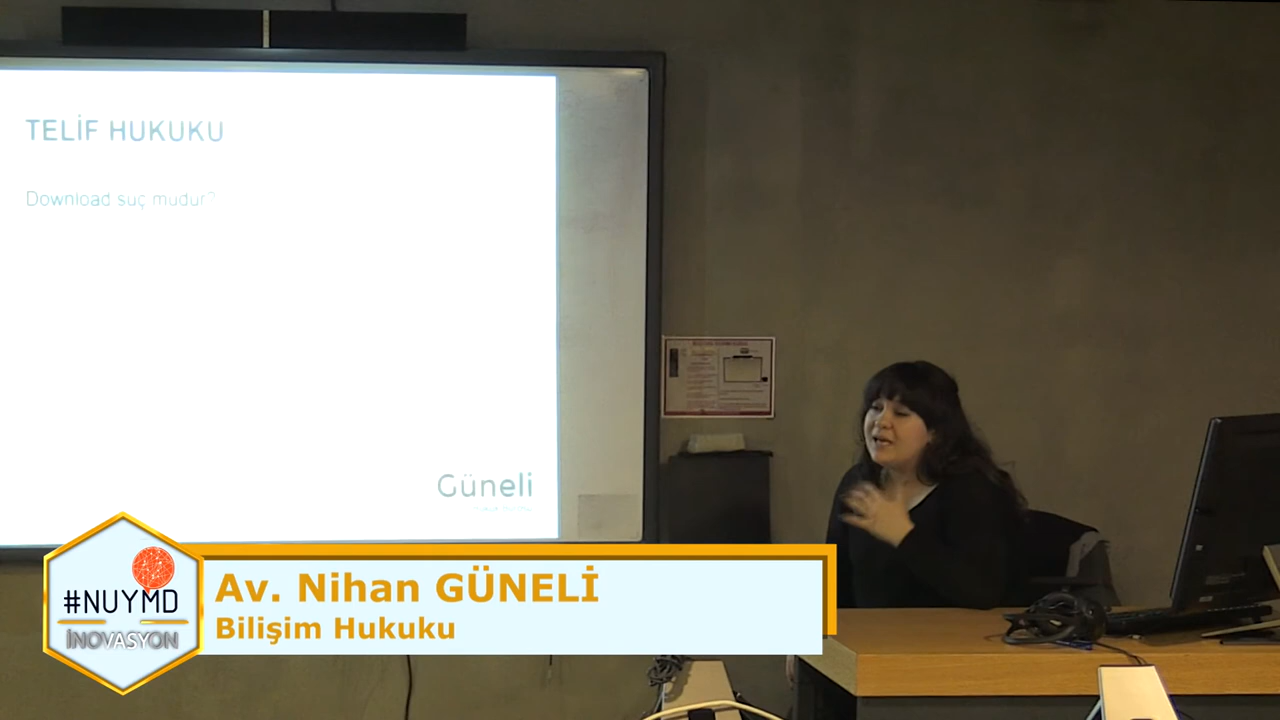 TELİF HUKUKU
Download suç mudur?
Güneli
#NUYMD
İNOVASYON
Av. Nihan GÜNELİ
Bilişim Hukuku